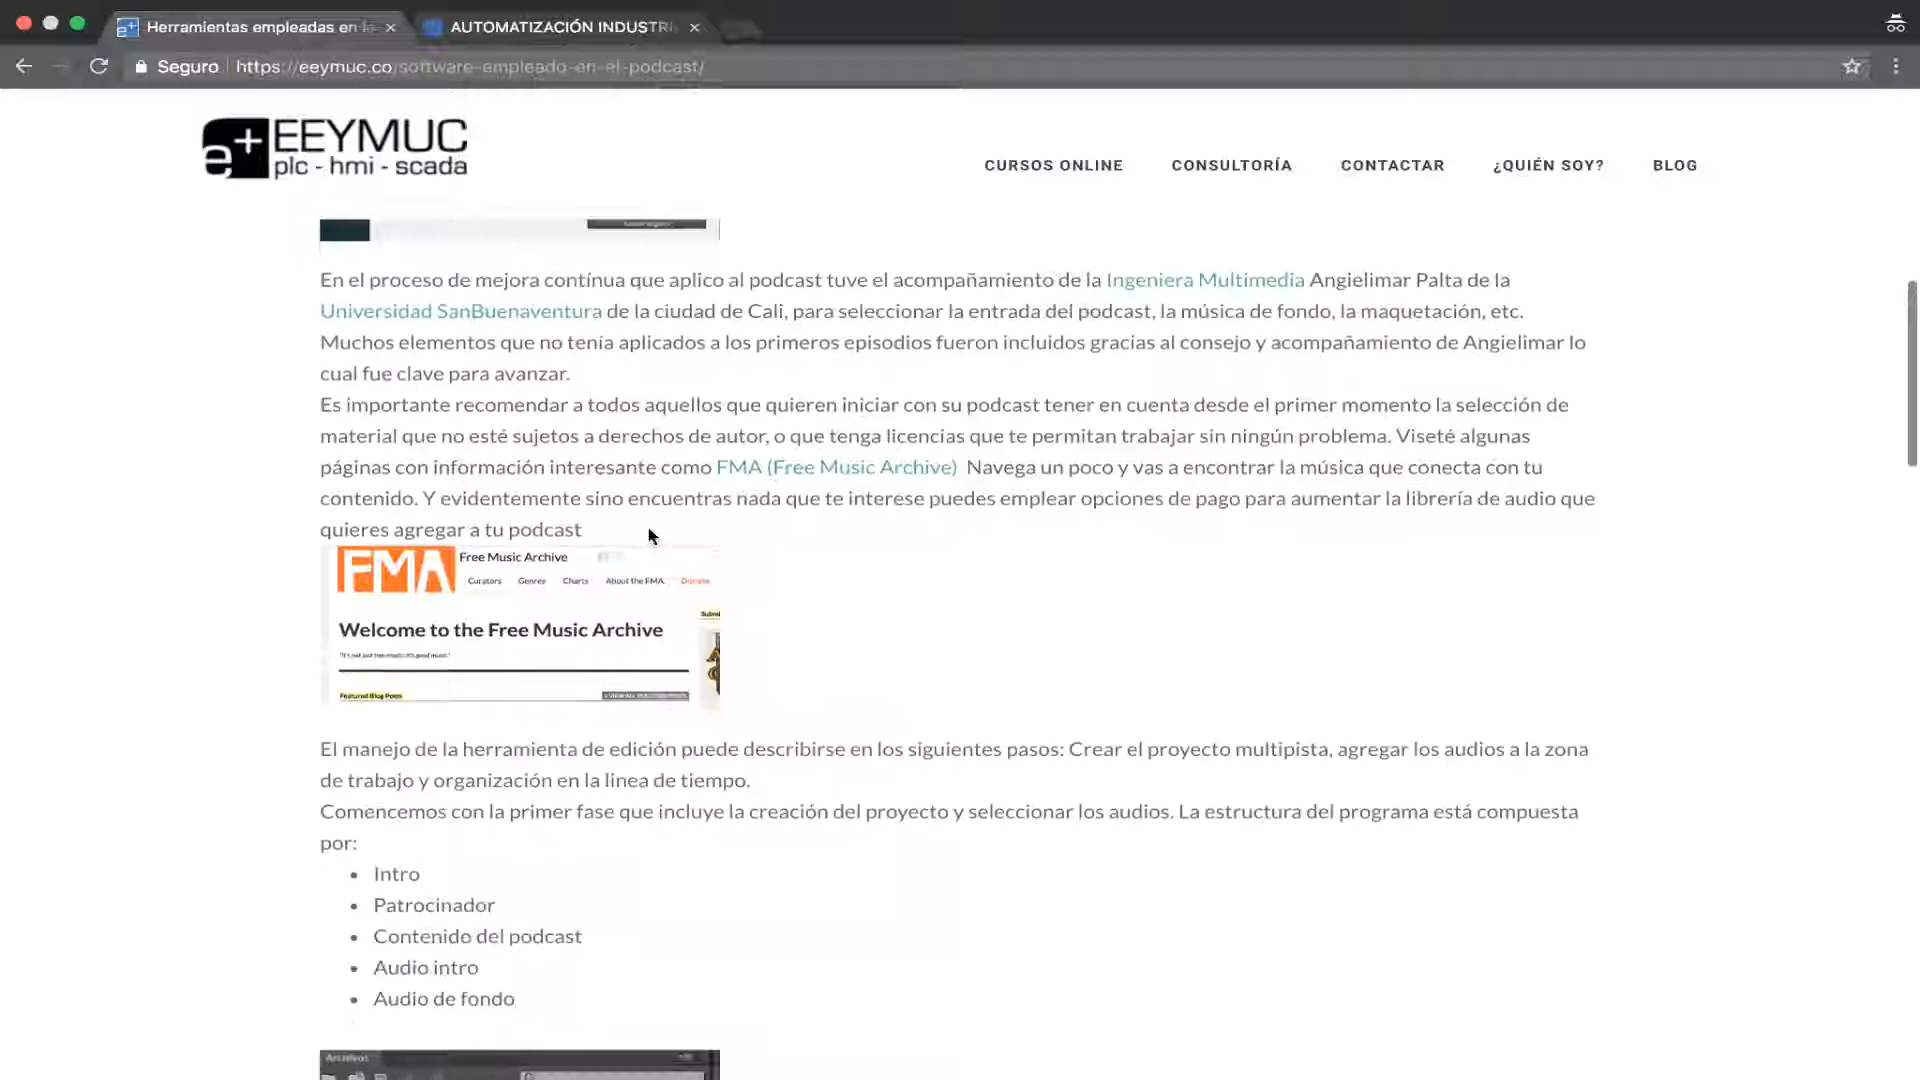 Herramientas empleadas en la
AUTOMATIZACIÓN INDUSTRI
Seguro
https://eeymuc.co/software-empleado-en-el-podcast/
e+ EEYMUC
plc - hmi - scada
CURSOS ONLINE
CONSULTORÍA
CONTACTAR
¿QUIÉN SOY?
BLOG
En el proceso de mejora contínua que aplico al podcast tuve el acompañamiento de la Ingeniera Multimedia Angielimar Palta de la
Universidad SanBuenaventura de la ciudad de Cali, para seleccionar la entrada del podcast, la música de fondo, la maquetación, etc.
Muchos elementos que no tenía aplicados a los primeros episodios fueron incluidos gracias al consejo y acompañamiento de Angielimar lo
cual fue clave para avanzar.
Es importante recomendar a todos aquellos que quieren iniciar con su podcast tener en cuenta desde el primer momento la selección de
material que no esté sujetos a derechos de autor, o que tenga licencias que te permitan trabajar sin ningún problema. Viseté algunas
páginas con información interesante como FMA (Free Music Archive) Navega un poco y vas a encontrar la música que conecta con tu
contenido. Y evidentemente sino encuentras nada que te interese puedes emplear opciones de pago para aumentar la librería de audio que
quieres agregar a tu podcast
FMA
Free Music Archive
Curators
Genres
Charts
About the FMA
Donate
Welcome to the Free Music Archive
"It's not just free music; it's good music"
Featured Blog Posts
El manejo de la herramienta de edición puede describirse en los siguientes pasos: Crear el proyecto multipista, agregar los audios a la zona
de trabajo y organización en la linea de tiempo.
Comencemos con la primer fase que incluye la creación del proyecto y seleccionar los audios. La estructura del programa está compuesta
por:
• Intro
• Patrocinador
• Contenido del podcast
• Audio intro
• Audio de fondo
Archivos